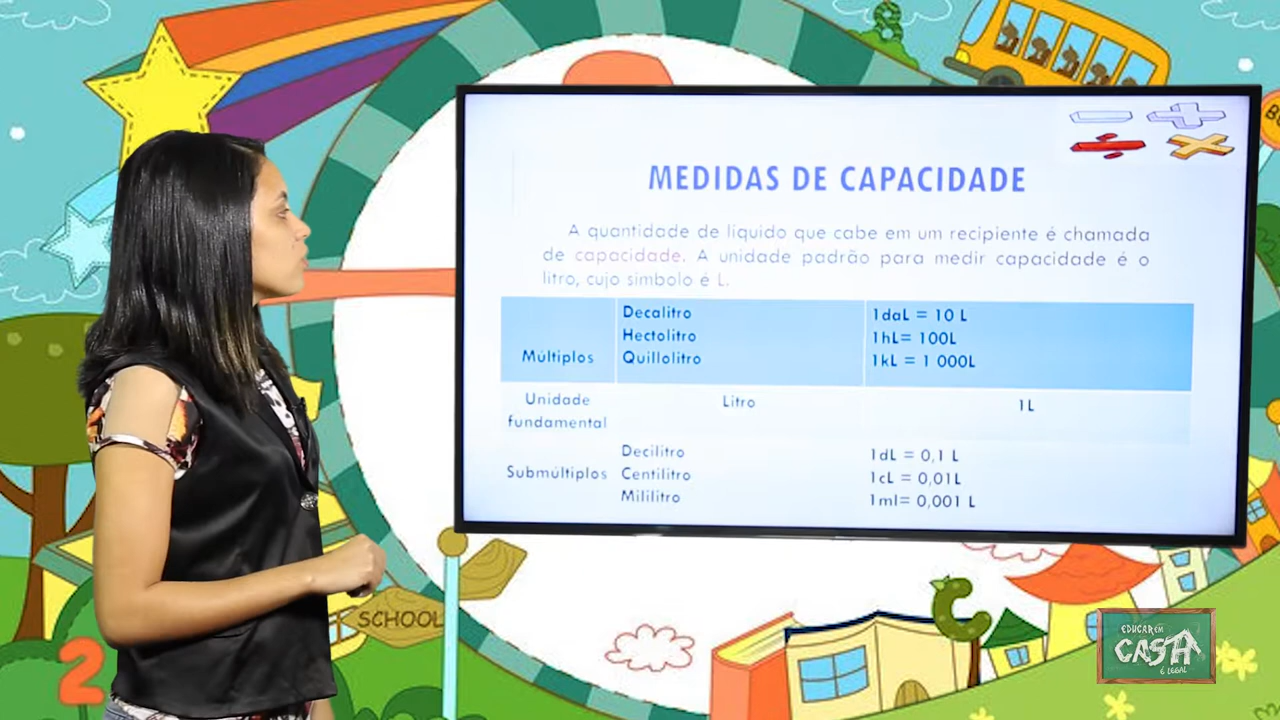 MEDIDAS DE CAPACIDADE
A quantidade de líquido que cabe em um recipiente é chamada
de capacidade. A unidade padrão para medir capacidade é o
litro, cujo símbolo é L.
Múltiplos
Decalitro 1daL = 10 L
Hectolitro 1hL= 100L
Quillolitro 1kL = 1 000L
Unidade
fundamental
Litro 1L
Submúltiplos
Decilitro 1dL = 0,1 L
Centilitro 1cL = 0,01L
Mililitro 1ml= 0,001 L
SCHOOL
2
EDUCAR EM
CASA
É LEGAL